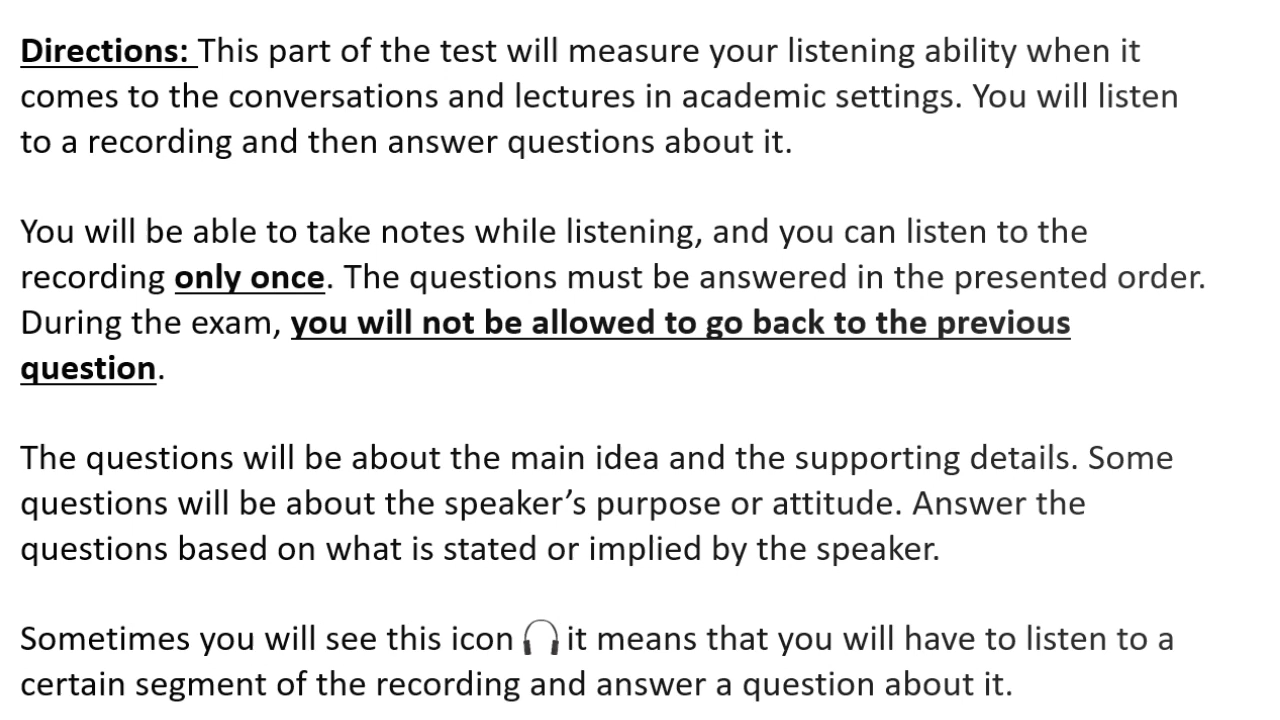 Directions: This part of the test will measure your listening ability when it
comes to the conversations and lectures in academic settings. You will listen
to a recording and then answer questions about it.
You will be able to take notes while listening, and you can listen to the
recording only once. The questions must be answered in the presented order.
During the exam, you will not be allowed to go back to the previous
question.
The questions will be about the main idea and the supporting details. Some
questions will be about the speaker’s purpose or attitude. Answer the
questions based on what is stated or implied by the speaker.
Sometimes you will see this icon it means that you will have to listen to a
certain segment of the recording and answer a question about it.